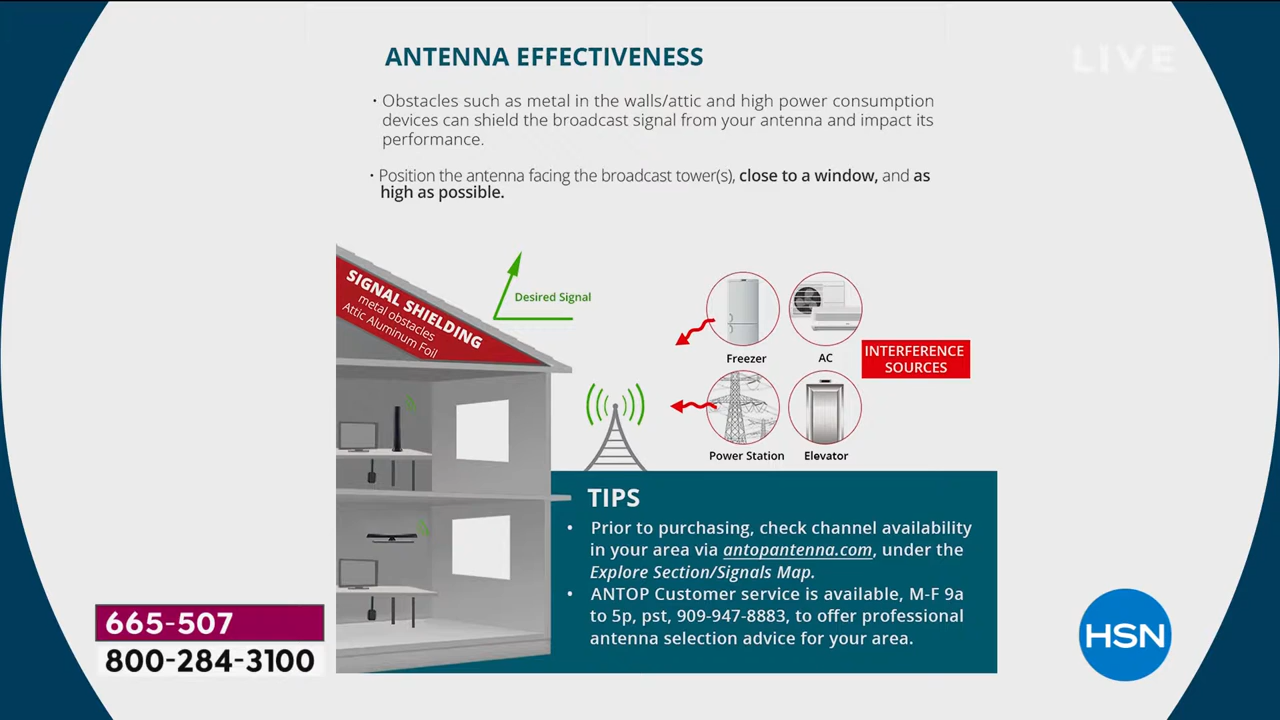 ANTENNA EFFECTIVENESS
LIVE
• Obstacles such as metal in the walls/attic and high power consumption
devices can shield the broadcast signal from your antenna and impact its
performance.
• Position the antenna facing the broadcast tower(s), close to a window, and as
high as possible.
SIGNAL SHIELDING
metal obstacles
Attic Aluminum Foil
Desired Signal
Freezer
AC
INTERFERENCE
SOURCES
Power Station
Elevator
TIPS
• Prior to purchasing, check channel availability
in your area via antopantenna.com, under the
Explore Section/Signals Map.
• ANTOP Customer service is available, M-F 9a
to 5p, pst, 909-947-8883, to offer professional
antenna selection advice for your area.
665-507
800-284-3100
HSN